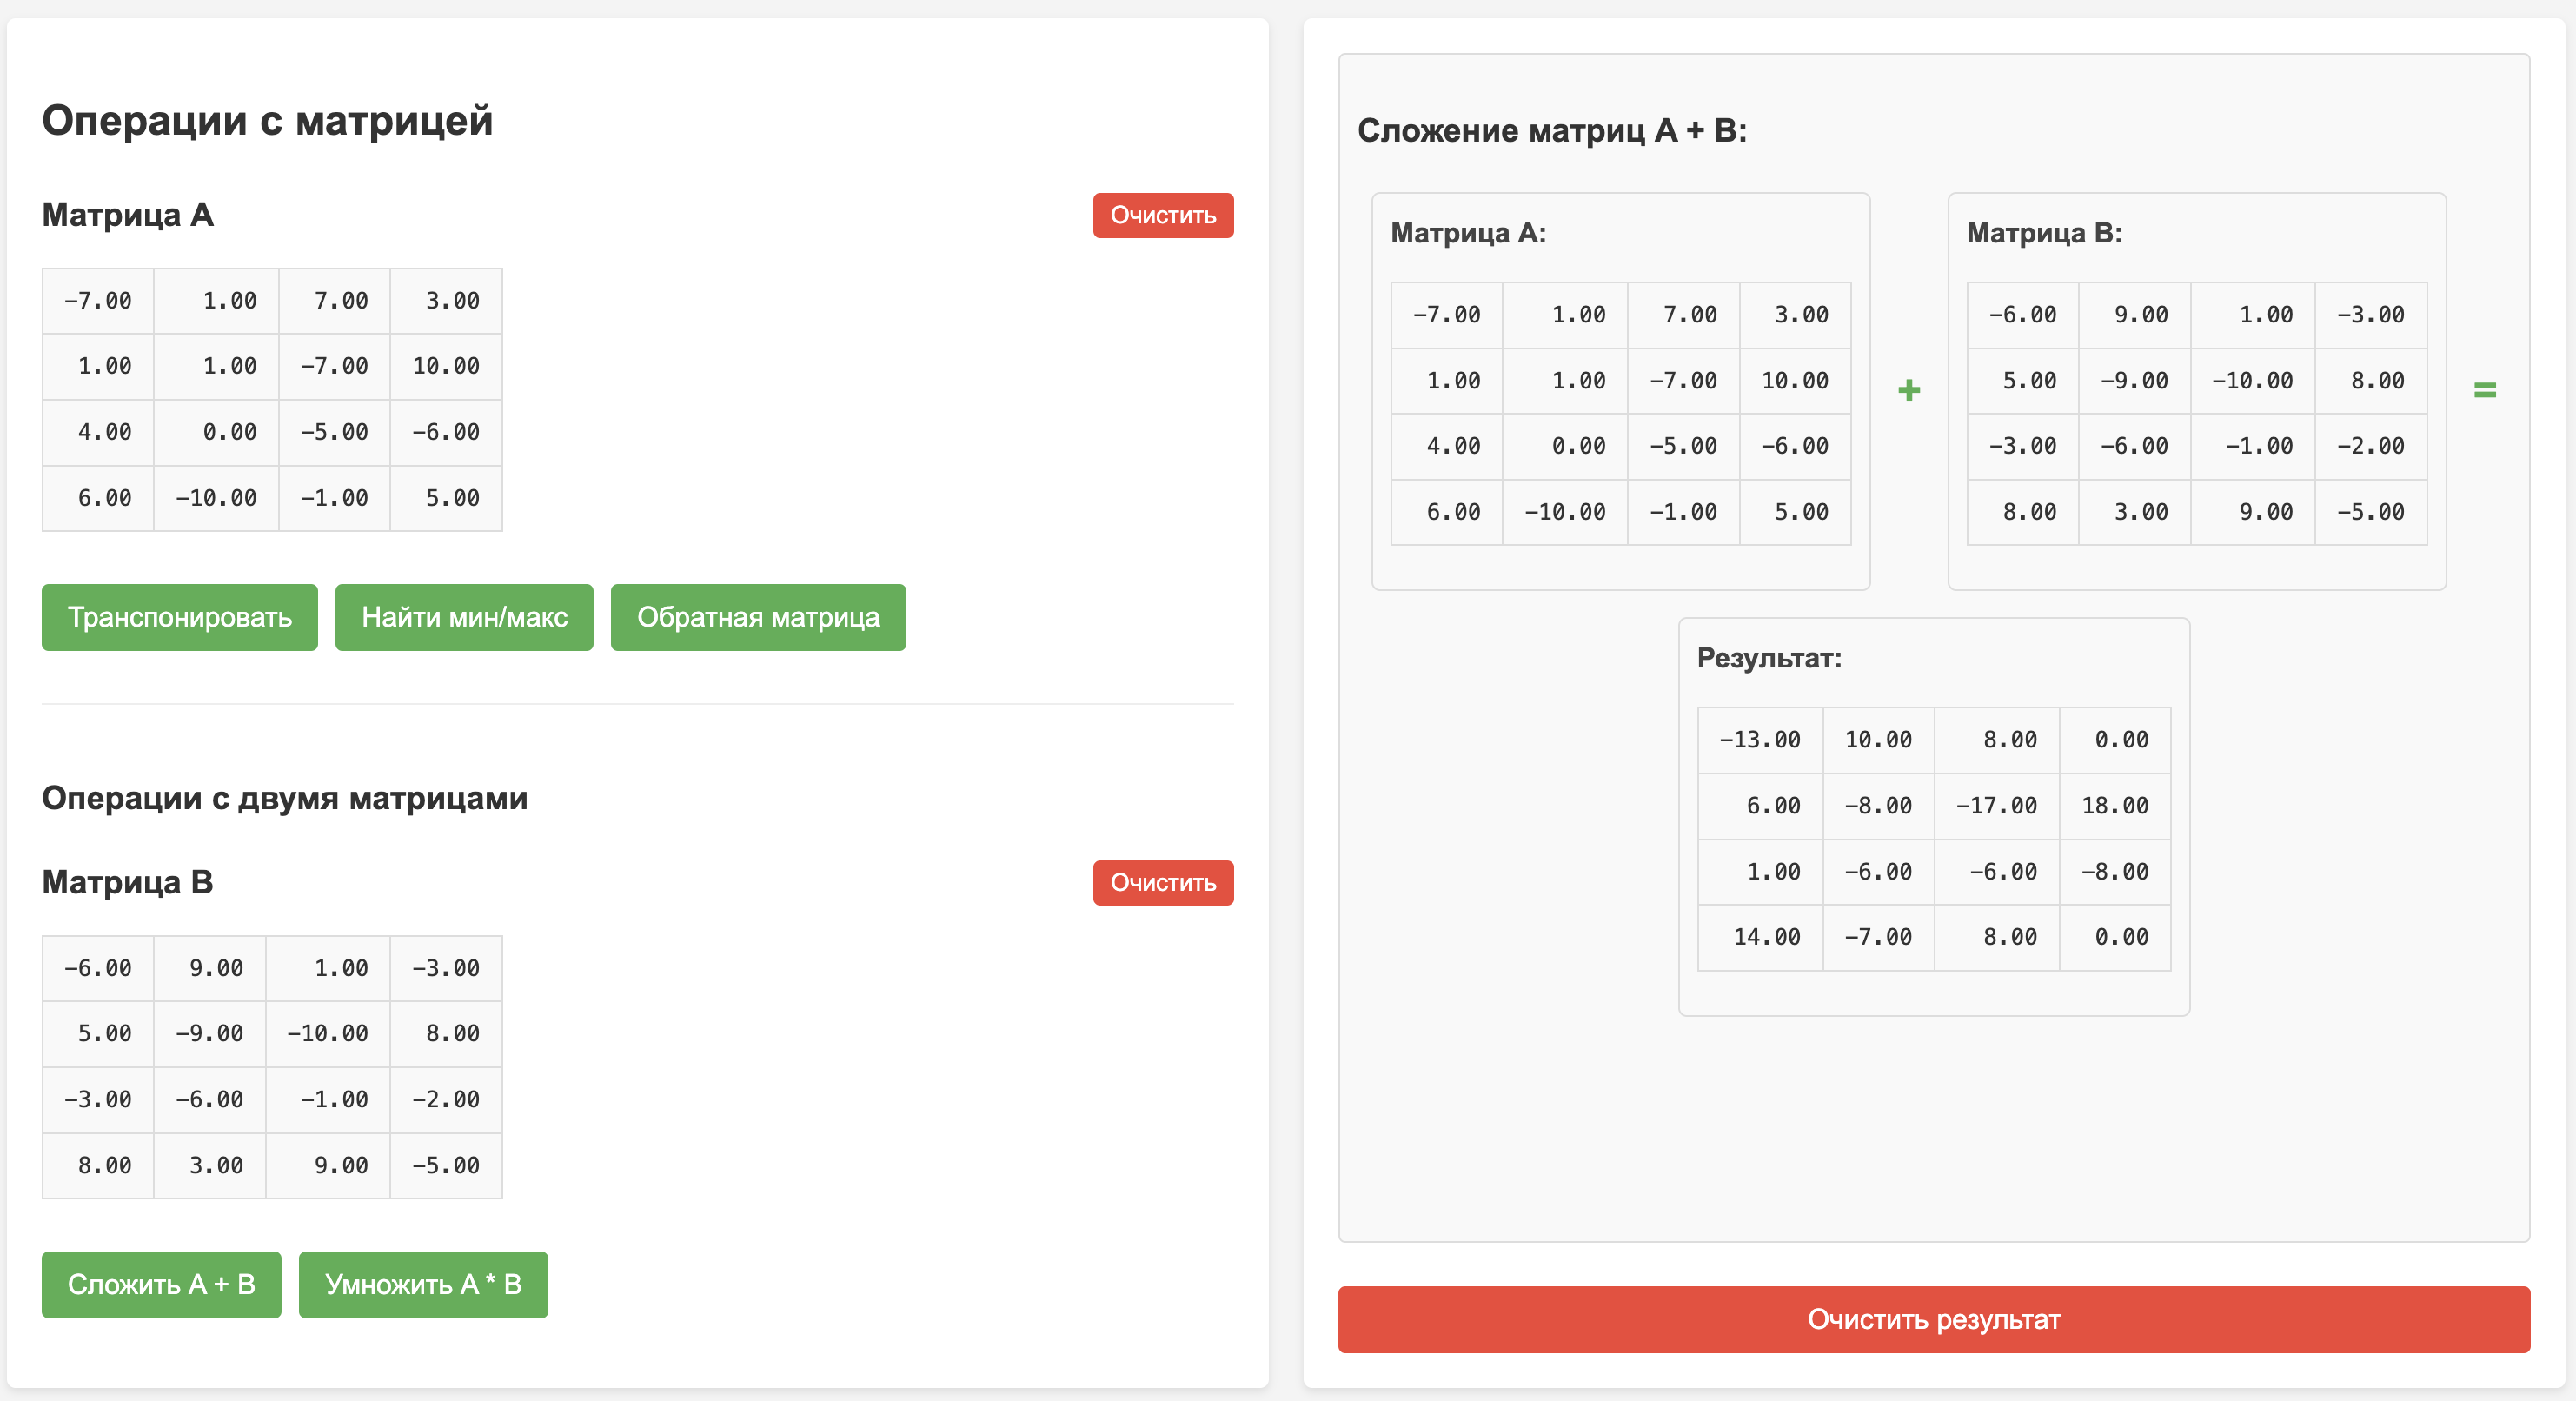 Операции с матрицей
Матрица A
Очистить
−7.00 1.00 7.00 3.00
1.00 1.00 −7.00 10.00
4.00 0.00 −5.00 −6.00
6.00 −10.00 −1.00 5.00
Транспонировать
Найти мин/макс
Обратная матрица
Операции с двумя матрицами
Матрица B
Очистить
−6.00 9.00 1.00 −3.00
5.00 −9.00 −10.00 8.00
−3.00 −6.00 −1.00 −2.00
8.00 3.00 9.00 −5.00
Сложить A + B
Умножить A * B
Сложение матриц A + B:
Матрица A:
−7.00 1.00 7.00 3.00
1.00 1.00 −7.00 10.00
4.00 0.00 −5.00 −6.00
6.00 −10.00 −1.00 5.00
+
Матрица B:
−6.00 9.00 1.00 −3.00
5.00 −9.00 −10.00 8.00
−3.00 −6.00 −1.00 −2.00
8.00 3.00 9.00 −5.00
=
Результат:
−13.00 10.00 8.00 0.00
6.00 −8.00 −17.00 18.00
1.00 −6.00 −6.00 −8.00
14.00 −7.00 8.00 0.00
Очистить результат